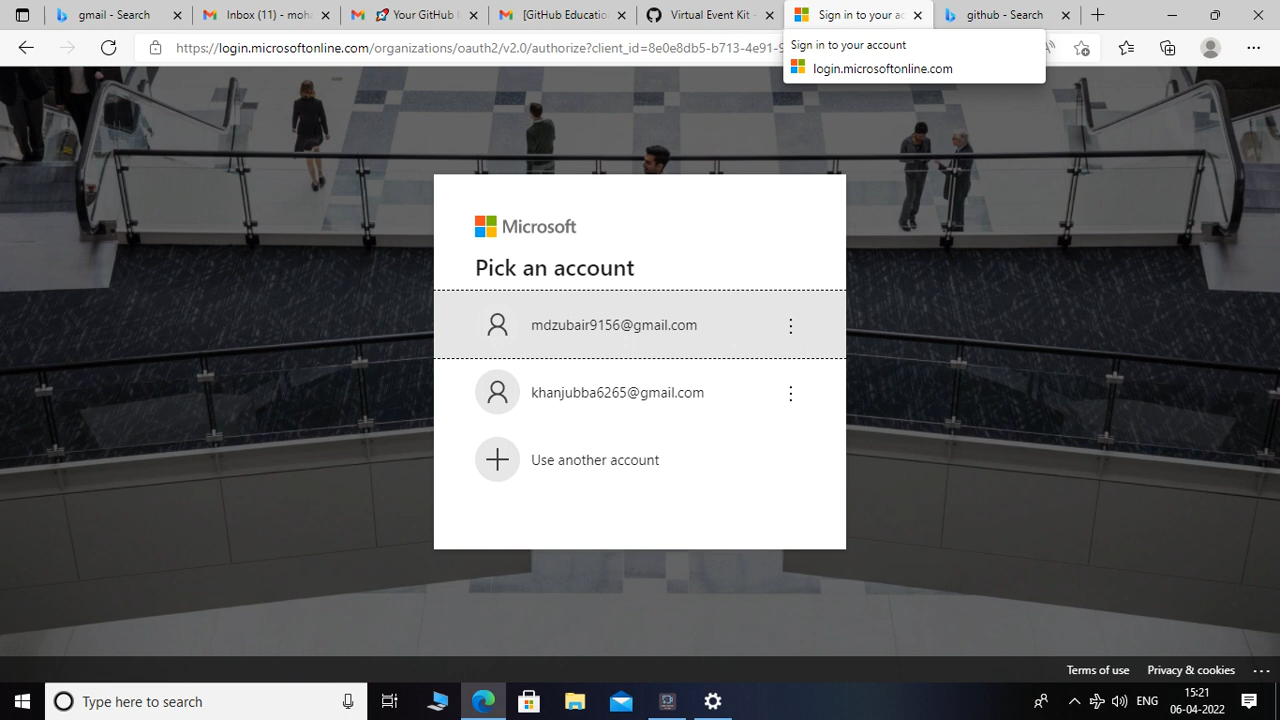 gmail - Search
Inbox (11) - moha
🚀 Your GitHub
[GitHub Education
Virtual Event Kit -
Sign in to your ac
github - Search
https://login.microsoftonline.com/organizations/oauth2/v2.0/authorize?client_id=8e0e8db5-b713-4e91-9
Sign in to your account
login.microsoftonline.com
Microsoft
Pick an account
mdzubair9156@gmail.com
khanjubba6265@gmail.com
Use another account
Terms of use Privacy & cookies
Type here to search
ENG
15:21
06-04-2022